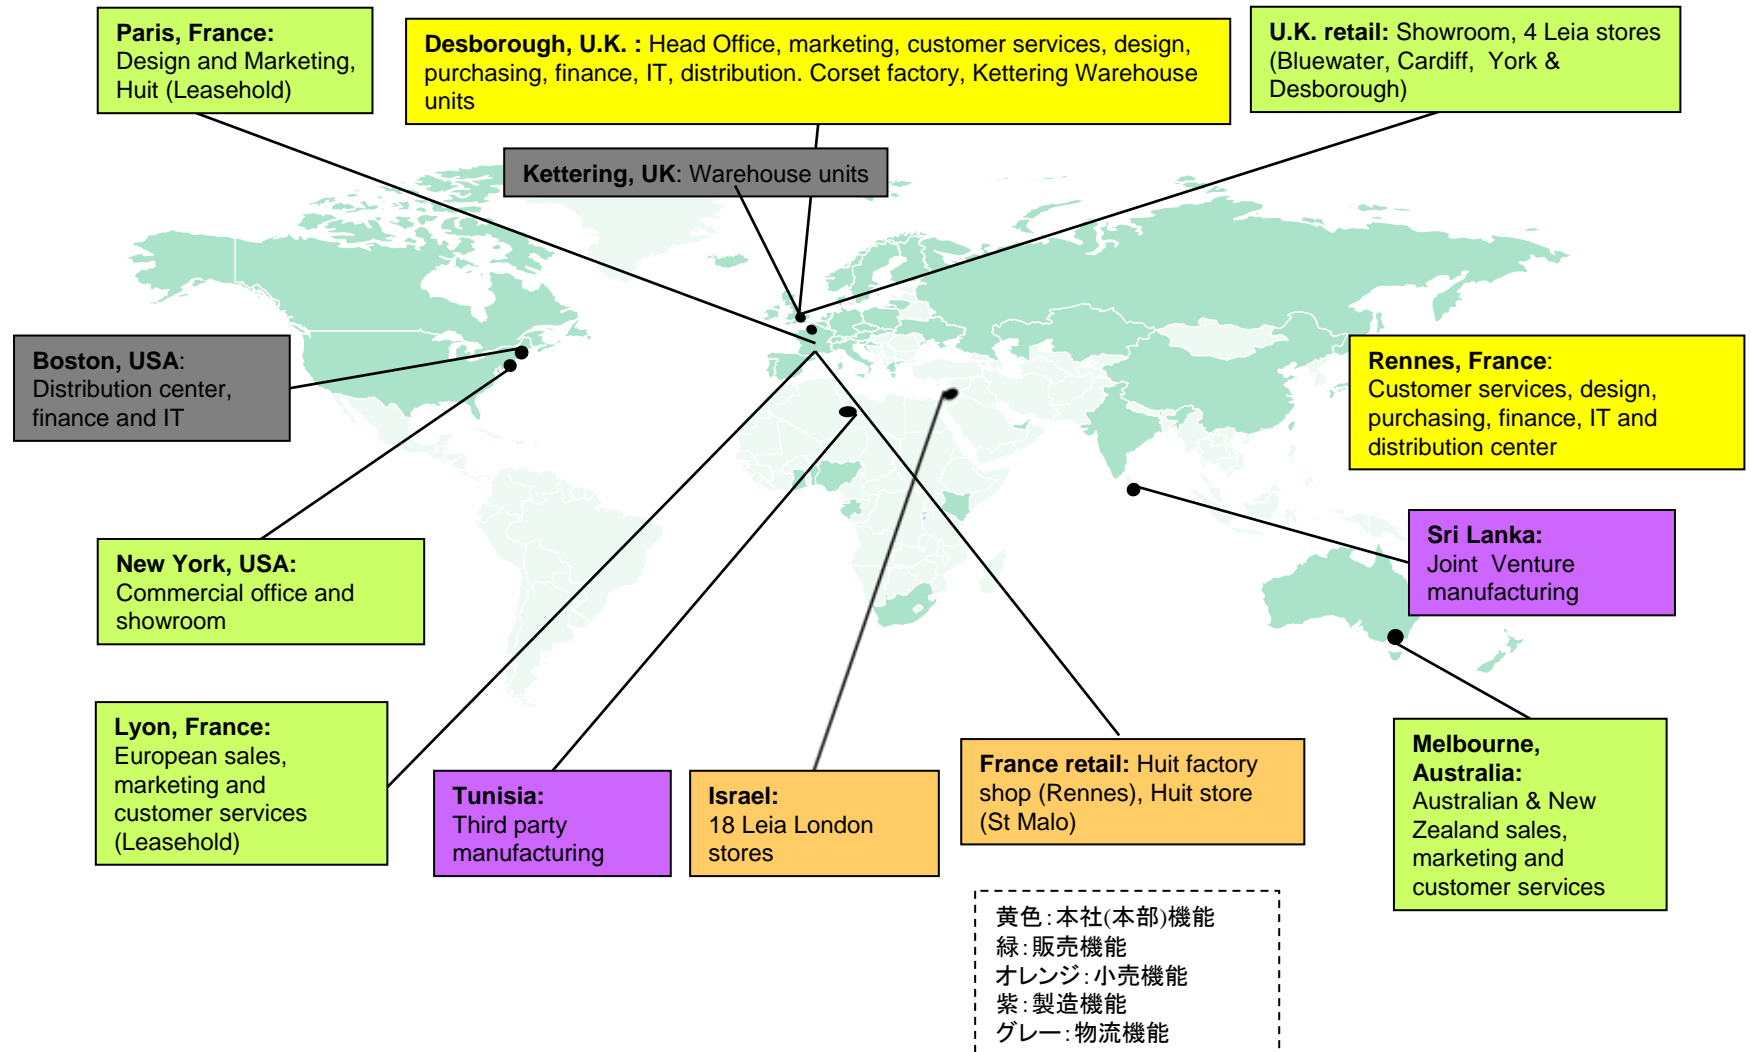 Paris, France:
Design and Marketing,
Huit (Leasehold)
Desborough, U.K. : Head Office, marketing, customer services, design,
purchasing, finance, IT, distribution. Corset factory, Kettering Warehouse
units
U.K. retail: Showroom, 4 Leia stores
(Bluewater, Cardiff, York &
Desborough)
Kettering, UK: Warehouse units
Boston, USA:
Distribution center,
finance and IT
Rennes, France:
Customer services, design,
purchasing, finance, IT and
distribution center
New York, USA:
Commercial office and
showroom
Sri Lanka:
Joint Venture
manufacturing
Lyon, France:
European sales,
marketing and
customer services
(Leasehold)
Tunisia:
Third party
manufacturing
Israel:
18 Leia London
stores
France retail: Huit factory
shop (Rennes), Huit store
(St Malo)
Melbourne,
Australia:
Australian & New
Zealand sales,
marketing and
customer services
黄色：本社(本部)機能
緑：販売機能
オレンジ：小売機能
紫：製造機能
グレー：物流機能